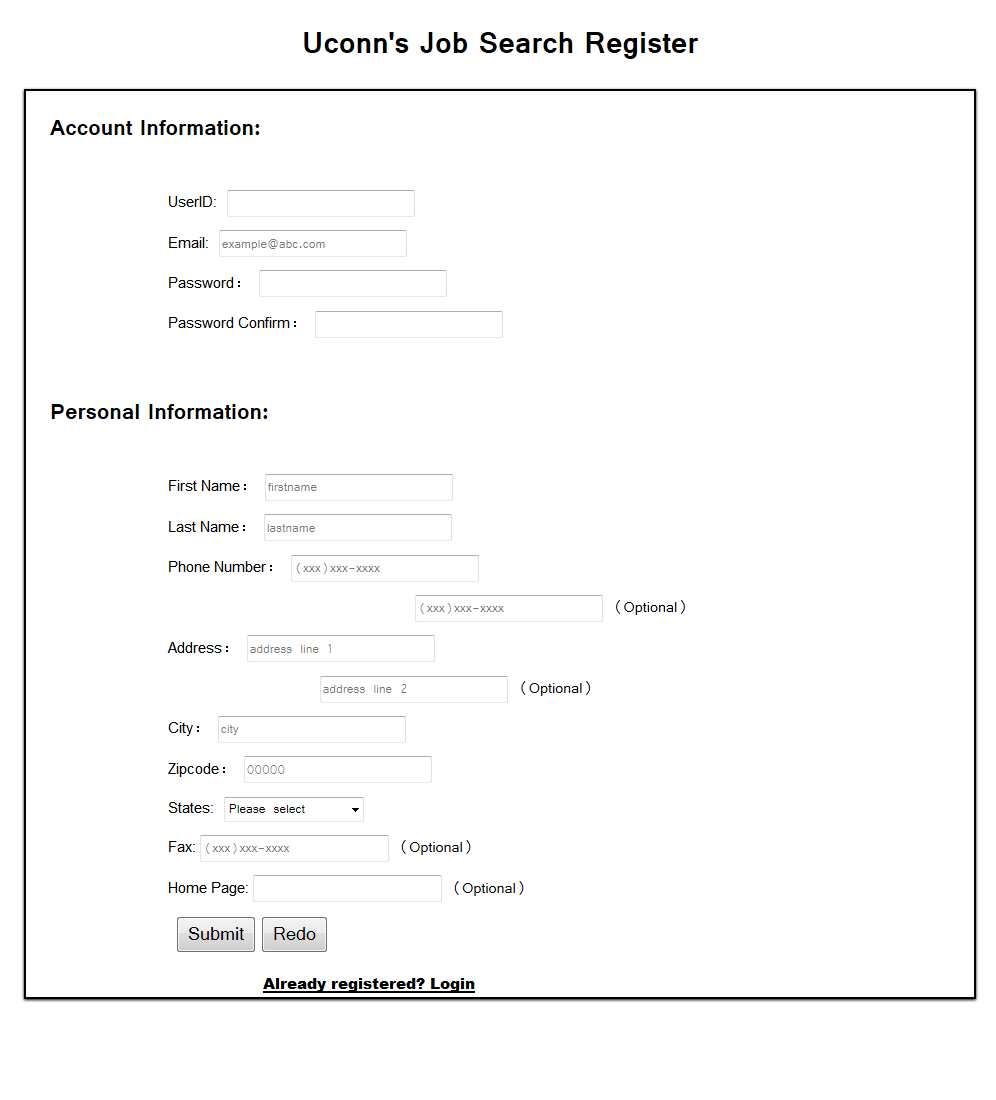 Uconn's Job Search Register
Account Information:
UserID:
Email: example@abc.com
Password：
Password Confirm：
Personal Information:
First Name： firstname
Last Name： lastname
Phone Number： (xxx)xxx-xxxx
(xxx)xxx-xxxx （Optional）
Address： address line 1
address line 2 （Optional）
City： city
Zipcode： 00000
States: Please select
Fax: (xxx)xxx-xxxx （Optional）
Home Page: （Optional）
Submit Redo
Already registered? Login